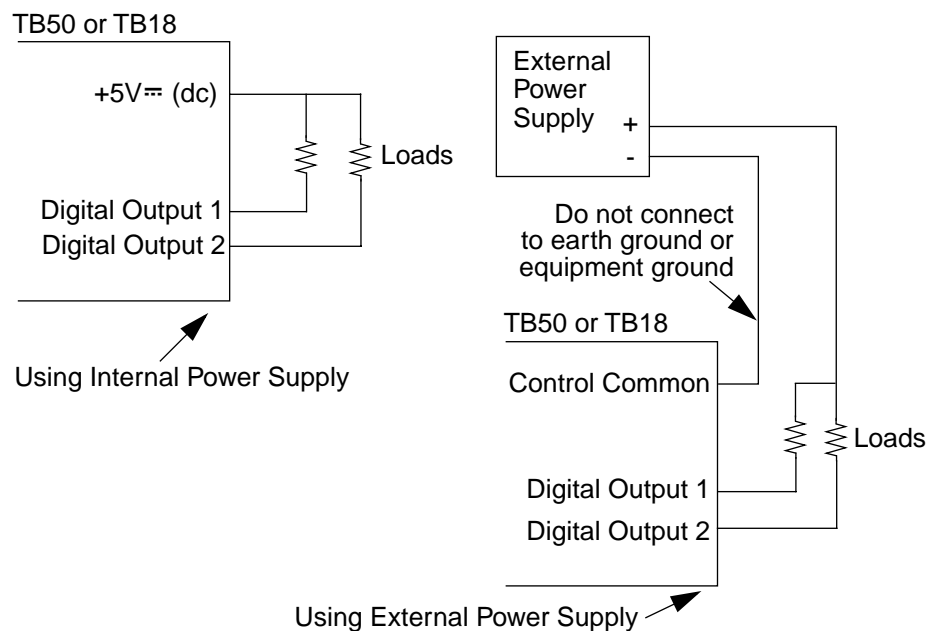 TB50 or TB18
+5V⎓ (dc)
Loads
Digital Output 1
Digital Output 2
Using Internal Power Supply
External
Power
Supply
+
-
Do not connect
to earth ground or
equipment ground
TB50 or TB18
Control Common
Loads
Digital Output 1
Digital Output 2
Using External Power Supply